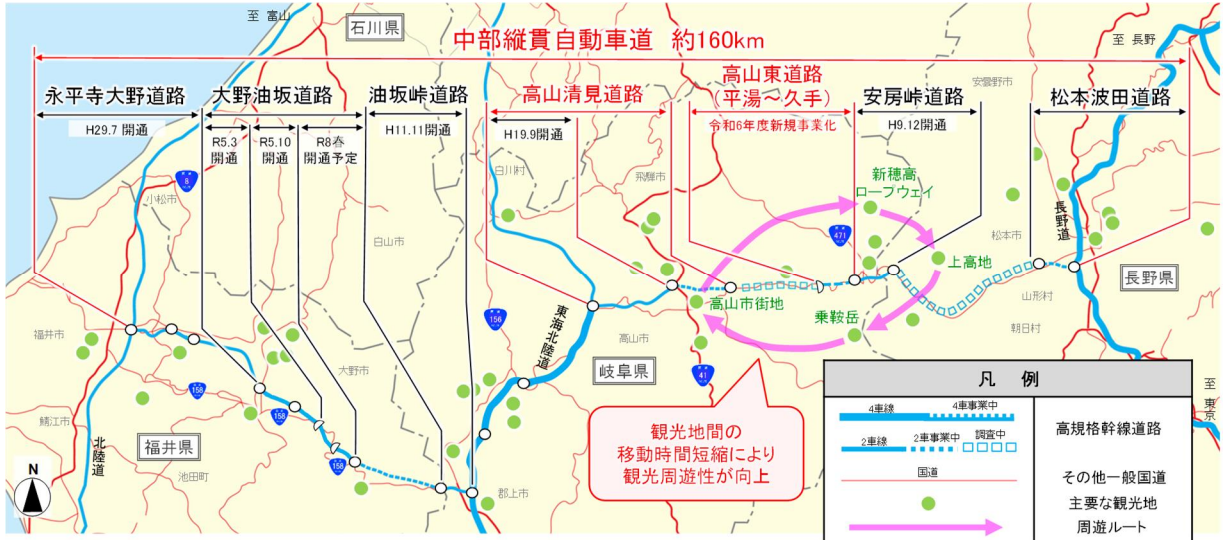 至 富山
石川県
中部縦貫自動車道 約160km
至 長野
永平寺大野道路
大野油坂道路
油坂峠道路
高山清見道路
高山東道路
(平湯～久手)
安房峠道路
松本波田道路
安曇野市
H29.7 開通
R5.3
開通
R5.10
開通
R8春
開通予定
H11.11開通
H19.9開通
令和6年度新規事業化
H9.12開通
8
小松市
白山市
白川村
飛騨市
新穂高
ロープウェイ
471
上高地
松本市
長野道
長野県
山形村
朝日村
高山市街地
乗鞍岳
福井市
156
東海北陸道
高山市
岐阜県
41
大野市
158
158
158
鯖江市
北陸道
福井県
池田町
郡上市
N
観光地間の
移動時間短縮により
観光周遊性が向上
至 東京
凡 例
4車線
4車事業中
2車線
2車事業中
調査中
高規格幹線道路
国道
その他一般国道
主要な観光地
周遊ルート